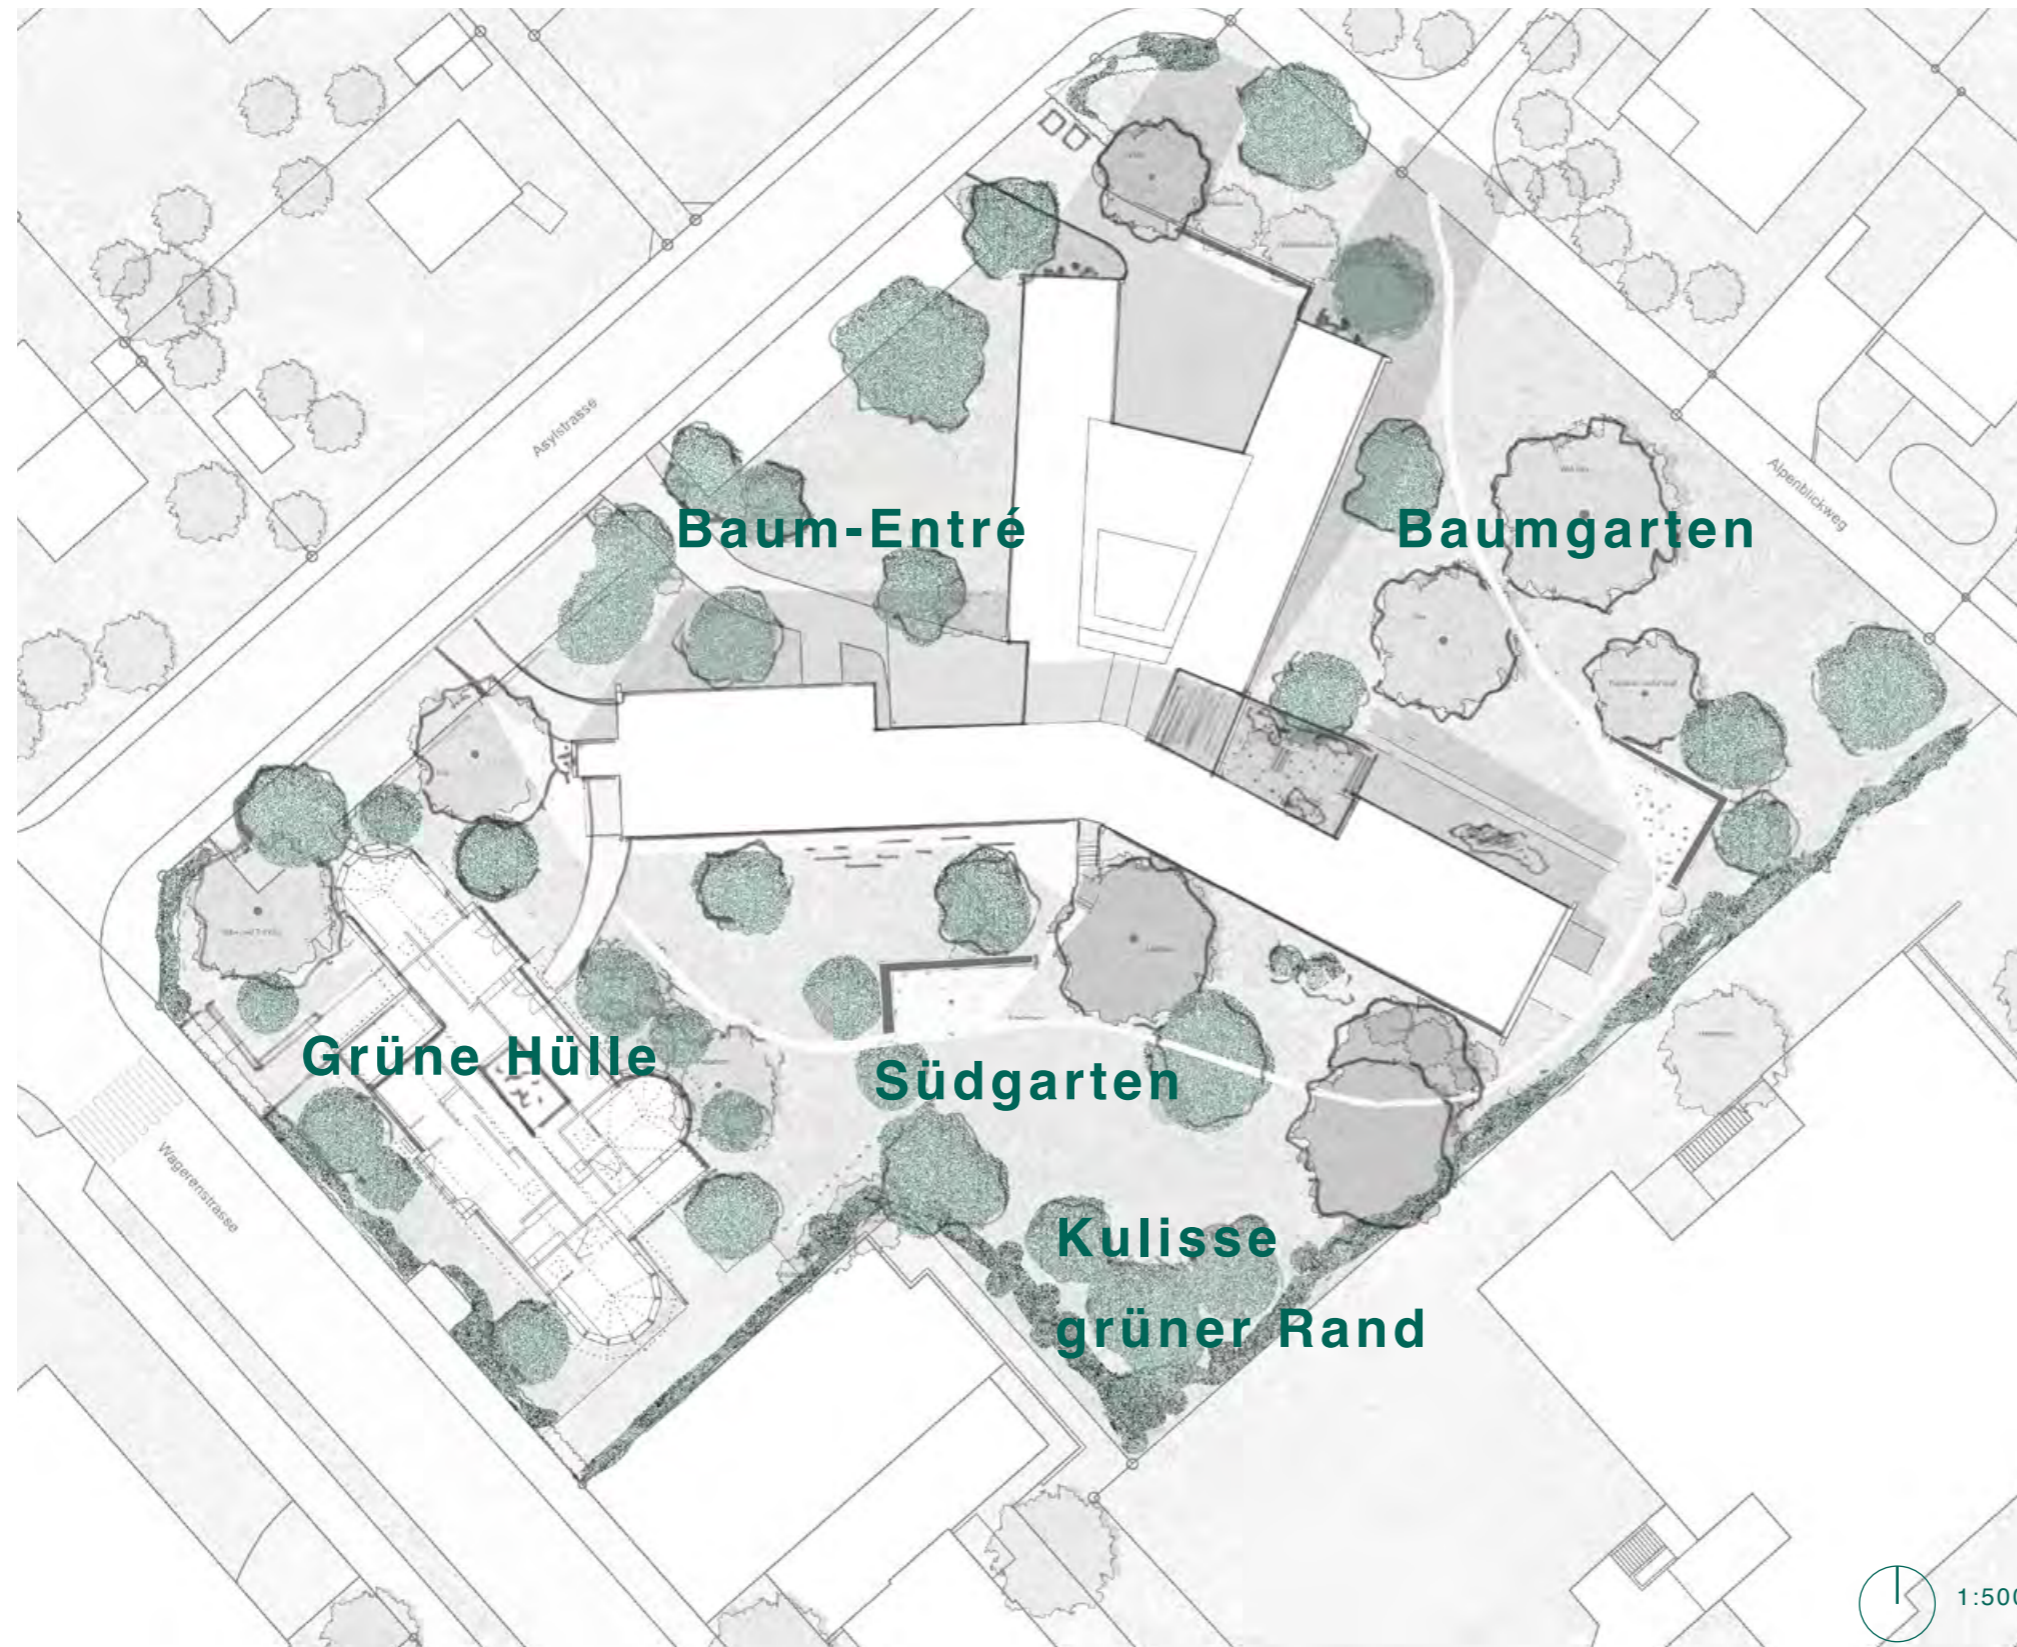 Asylstrasse
Alpenblickweg
Baum-Entré
Baumgarten
Grüne Hülle
Südgarten
Wagerenstrasse
Kulisse
grüner Rand
1:500